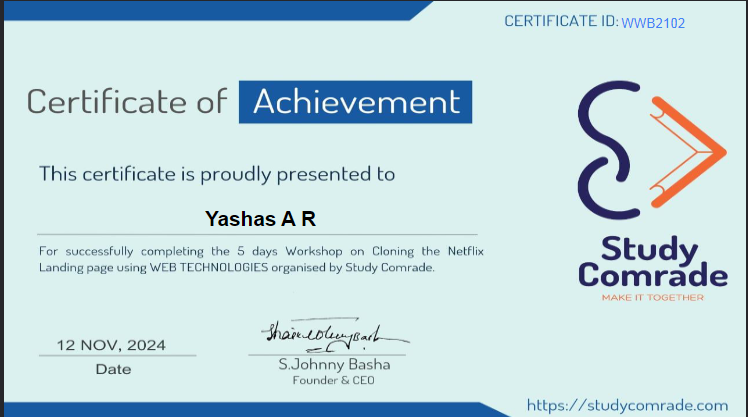 CERTIFICATE ID: WWB2102
Certificate of Achievement
This certificate is proudly presented to
Yashas A R
For successfully completing the 5 days Workshop on Cloning the Netflix
Landing page using WEB TECHNOLOGIES organised by Study Comrade.
Study
Comrade
MAKE IT TOGETHER
12 NOV, 2024
Date
S.Johnny Basha
Founder & CEO
https://studycomrade.com